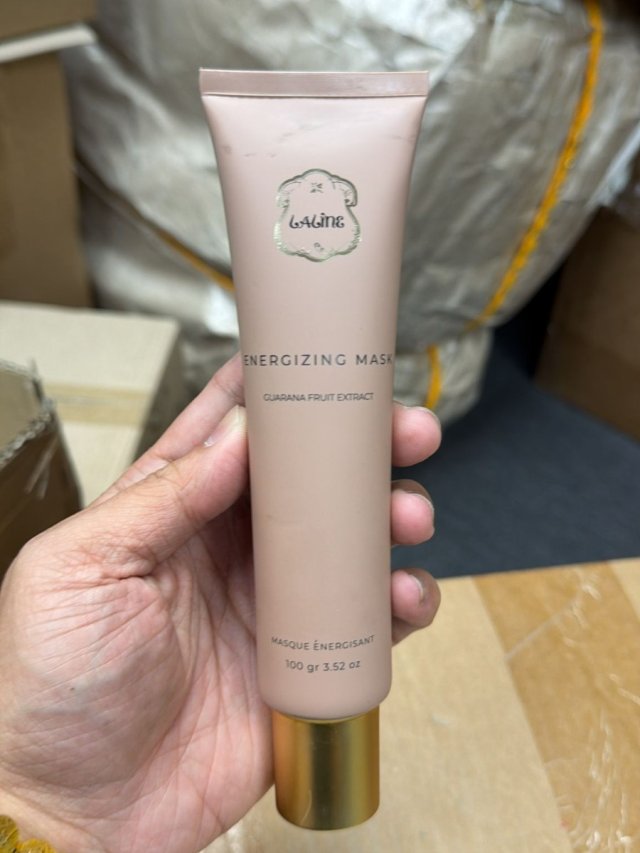 LALINE
ENERGIZING MASK
GUARANA FRUIT EXTRACT
MASQUE ÉNERGISANT
100 gr 3.52 oz